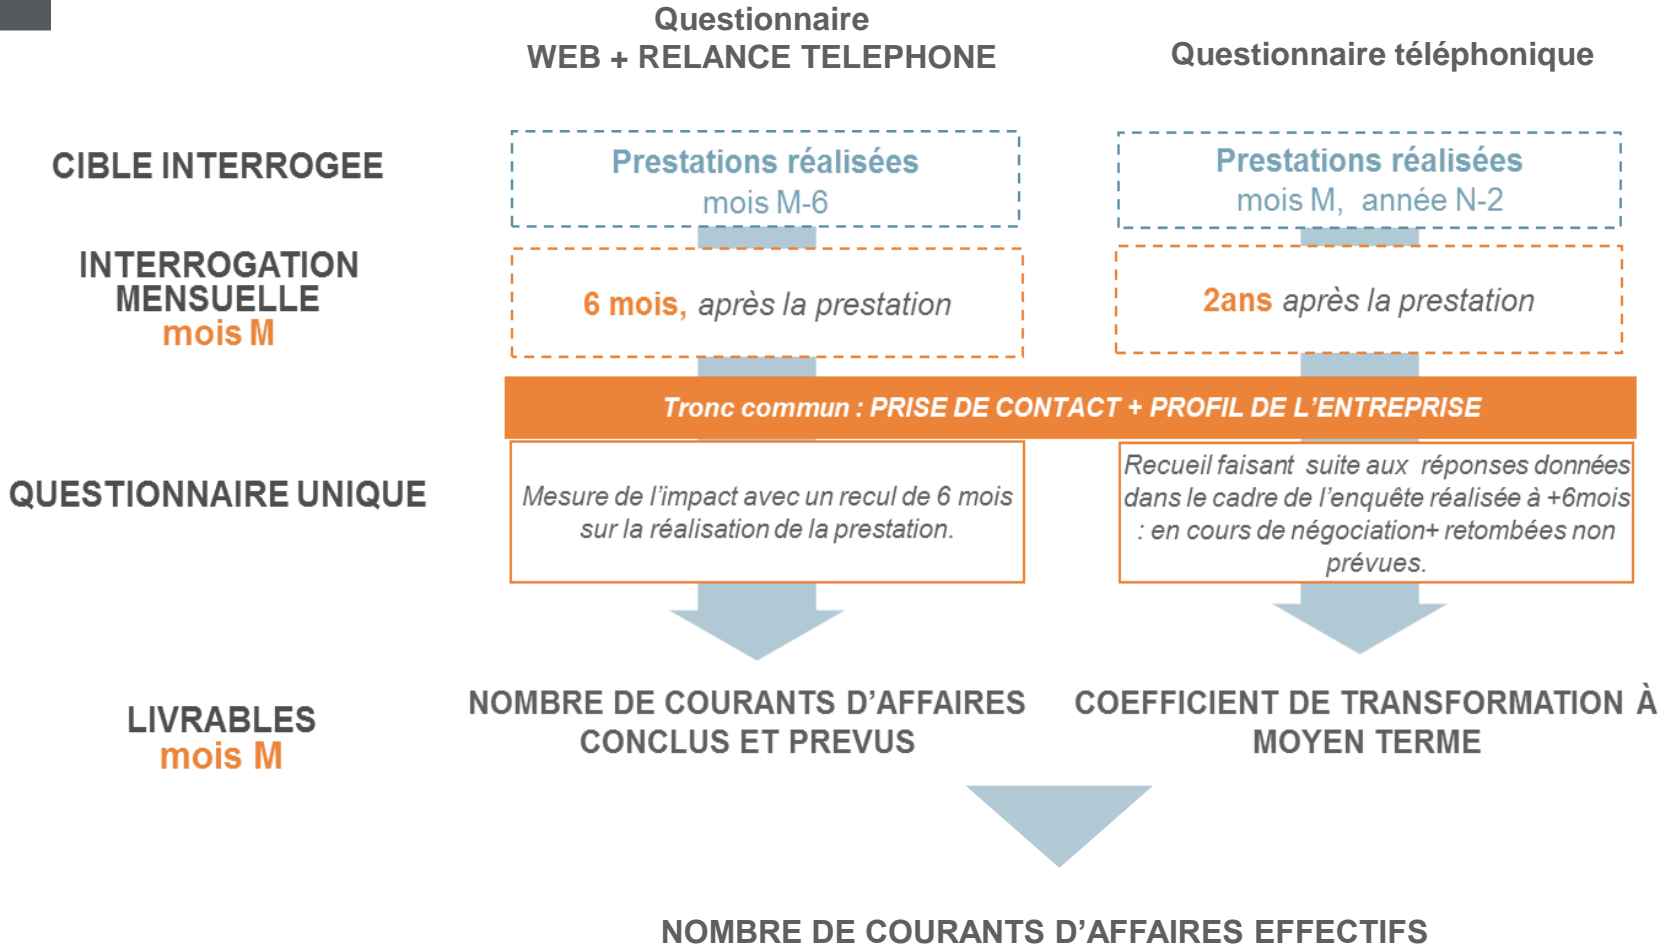 Questionnaire
WEB + RELANCE TELEPHONE
Questionnaire téléphonique
CIBLE INTERROGEE
Prestations réalisées
mois M-6
Prestations réalisées
mois M, année N-2
INTERROGATION
MENSUELLE
mois M
6 mois, après la prestation
2ans après la prestation
Tronc commun : PRISE DE CONTACT + PROFIL DE L'ENTREPRISE
QUESTIONNAIRE UNIQUE
Mesure de l'impact avec un recul de 6 mois
sur la réalisation de la prestation.
Recueil faisant suite aux réponses données
dans le cadre de l'enquête réalisée à +6mois
: en cours de négociation+ retombées non
prévues.
LIVRABLES
mois M
NOMBRE DE COURANTS D'AFFAIRES
CONCLUS ET PREVUS
COEFFICIENT DE TRANSFORMATION À
MOYEN TERME
NOMBRE DE COURANTS D'AFFAIRES EFFECTIFS